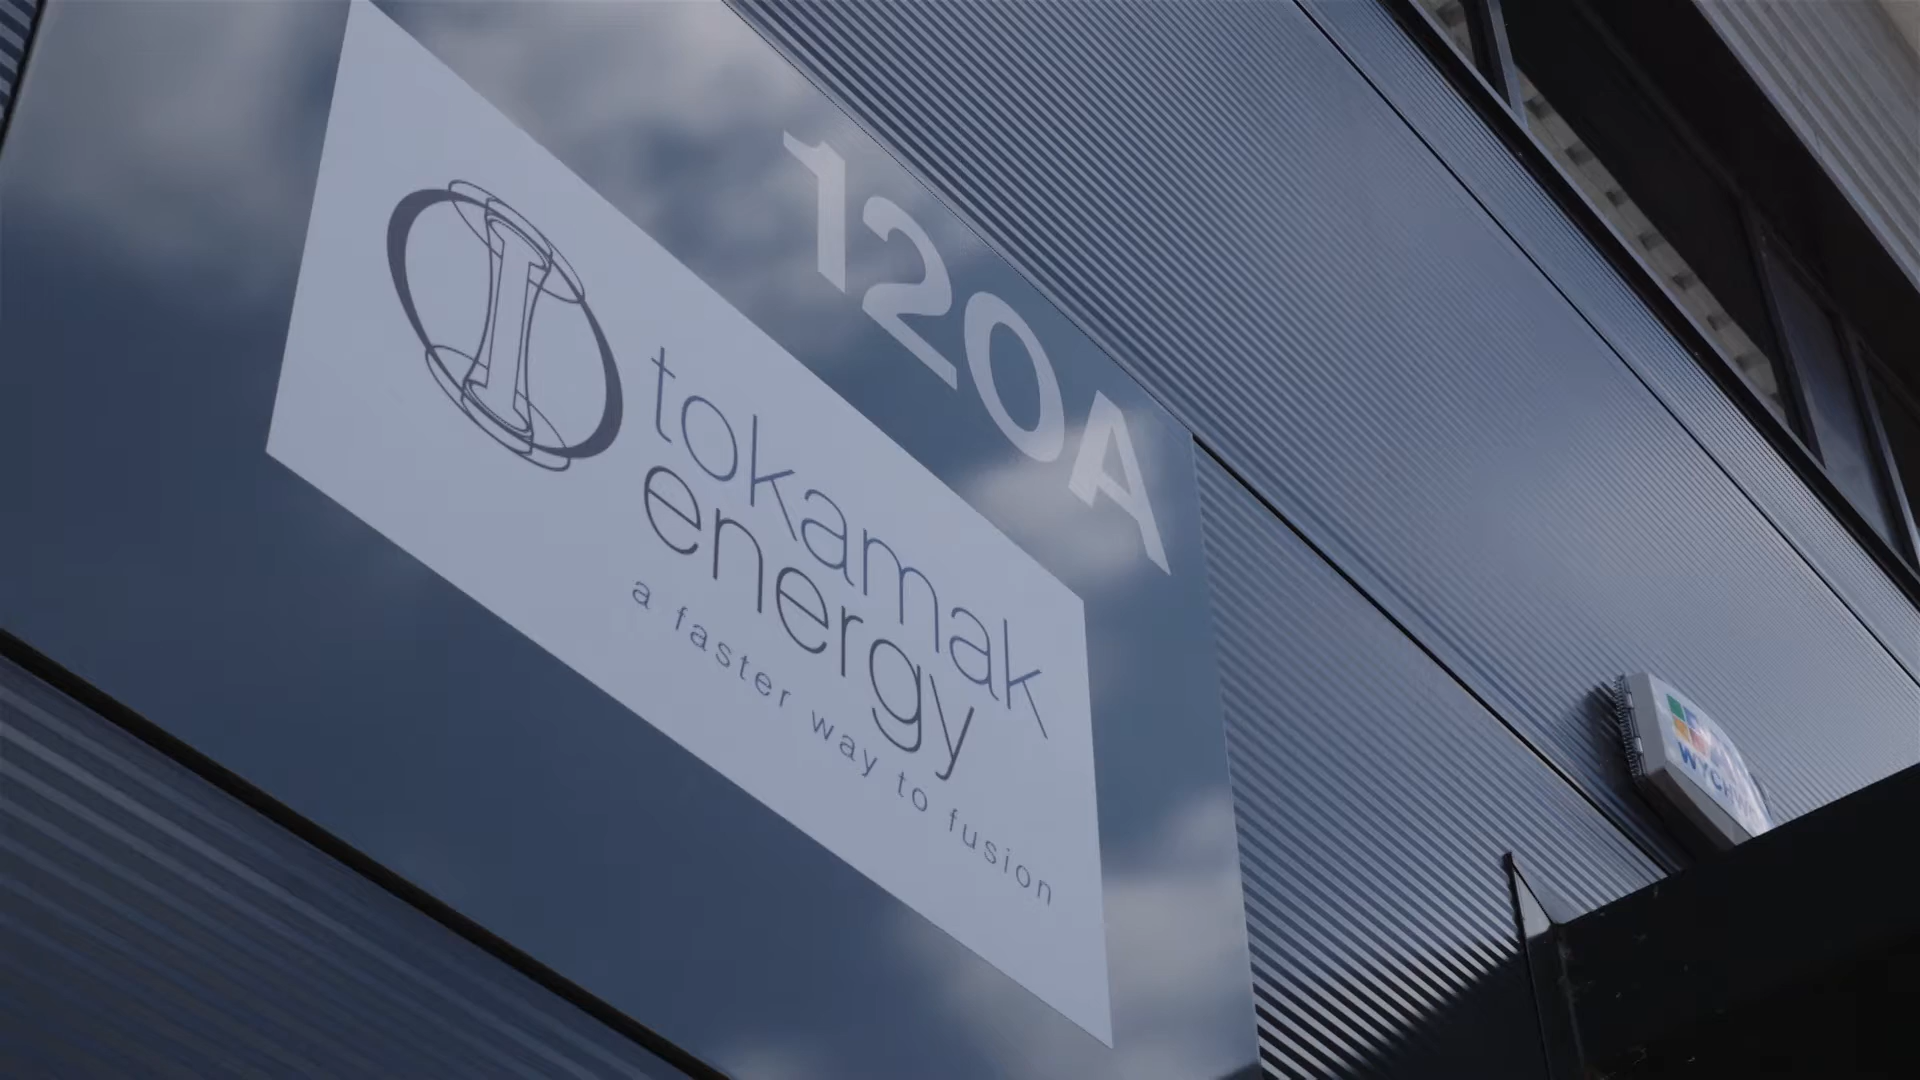 120A
tokamak
energy
a faster way to fusion